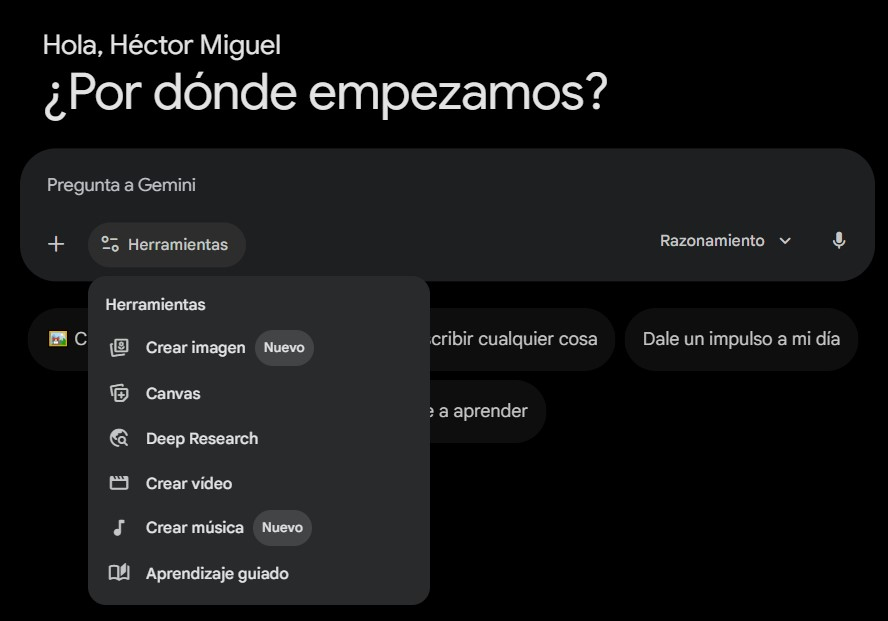 Hola, Héctor Miguel
¿Por dónde empezamos?
Pregunta a Gemini
Herramientas
Razonamiento
Herramientas
Crear imagen Nuevo
Canvas
Deep Research
Crear vídeo
Crear música Nuevo
Aprendizaje guiado
cualquier cosa
Dale un impulso a mi día
a aprender